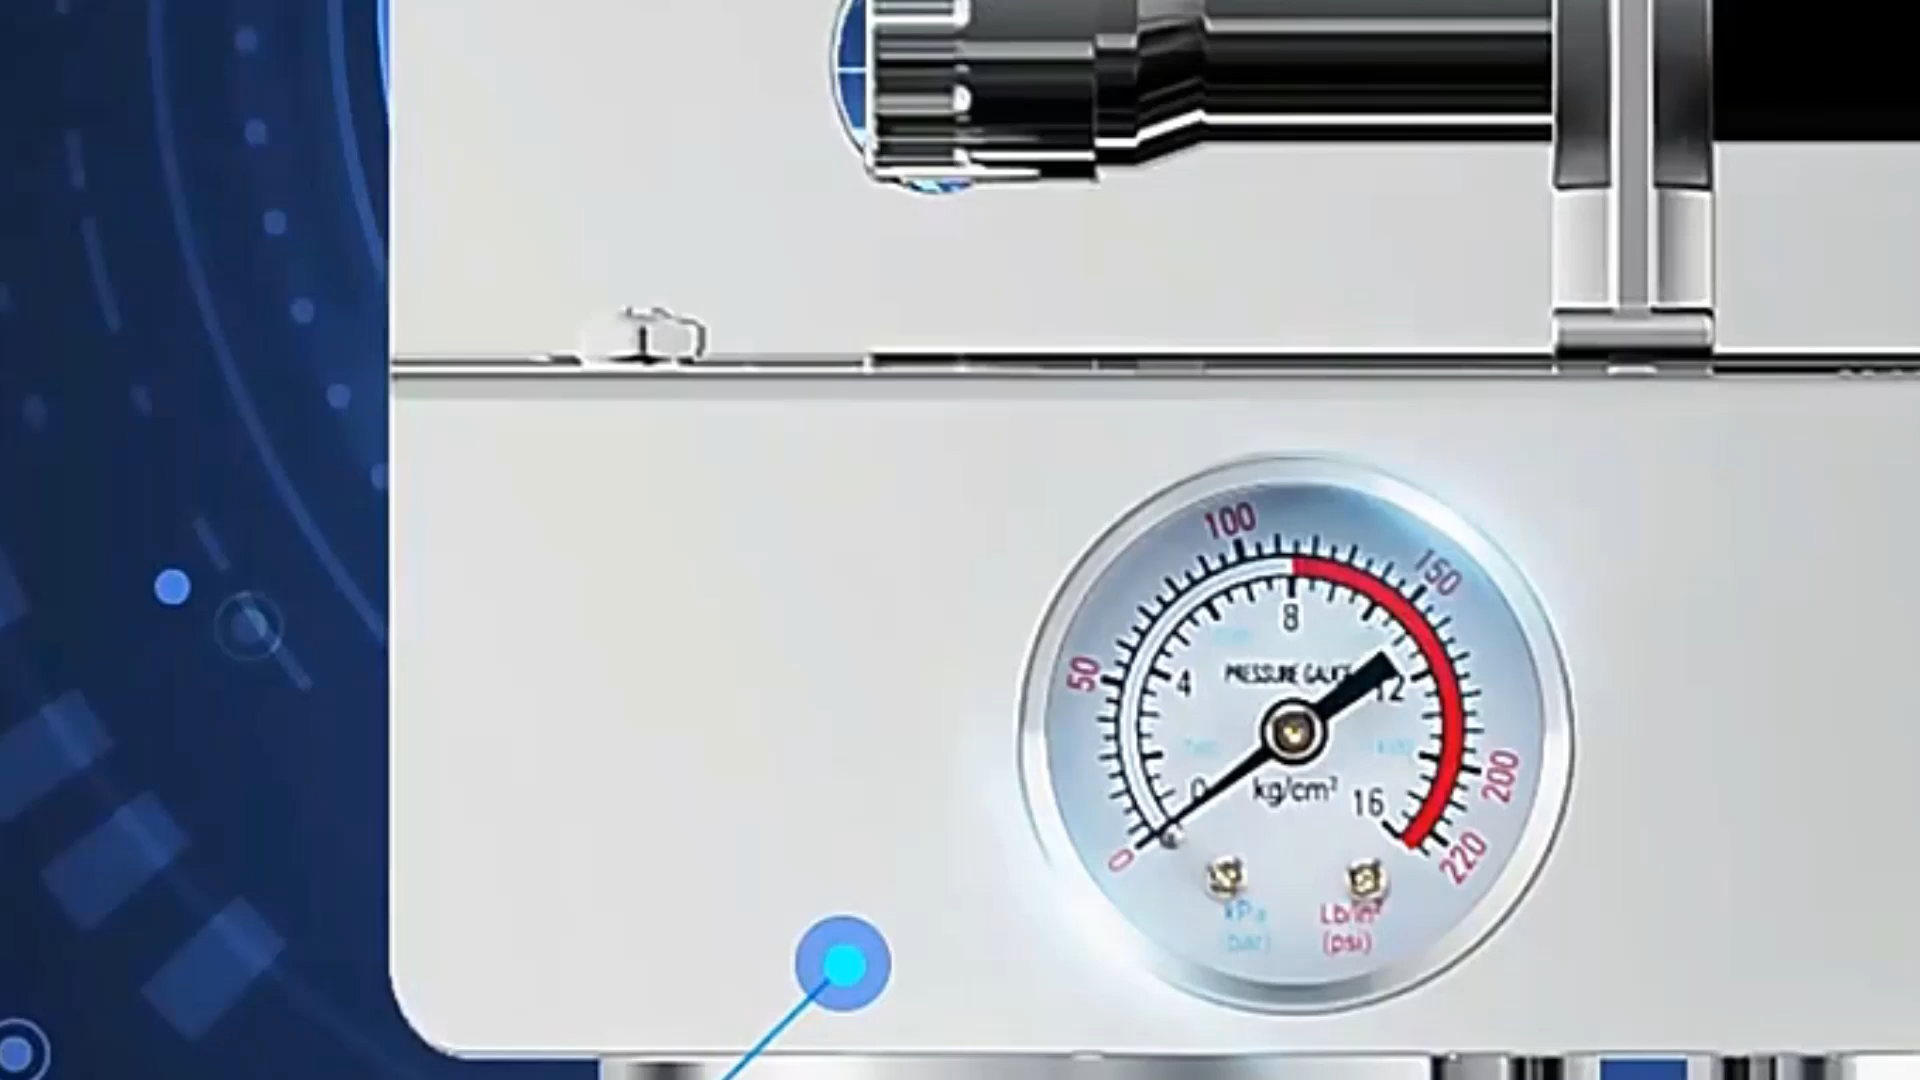 100
150
8
50
4
PRESSURE GAUGE
12
0
kg/cm²
16
200
0
220
kPa
Lb/in²
(bar)
(psi)